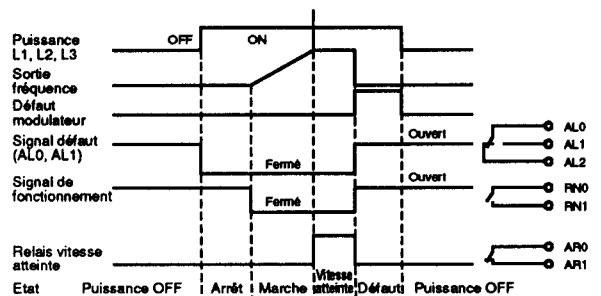 Puissance
L1, L2, L3
OFF
ON
Sortie
fréquence
Défaut
modulateur
Signal défaut
(AL0, AL1)
Fermé
Ouvert
AL0
AL1
AL2
Signal de
fonctionnement
Fermé
Ouvert
RN0
RN1
Relais vitesse
atteinte
AR0
AR1
Etat
Puissance OFF
Arrêt
Marche
Vitesse
atteinte
Défaut
Puissance OFF